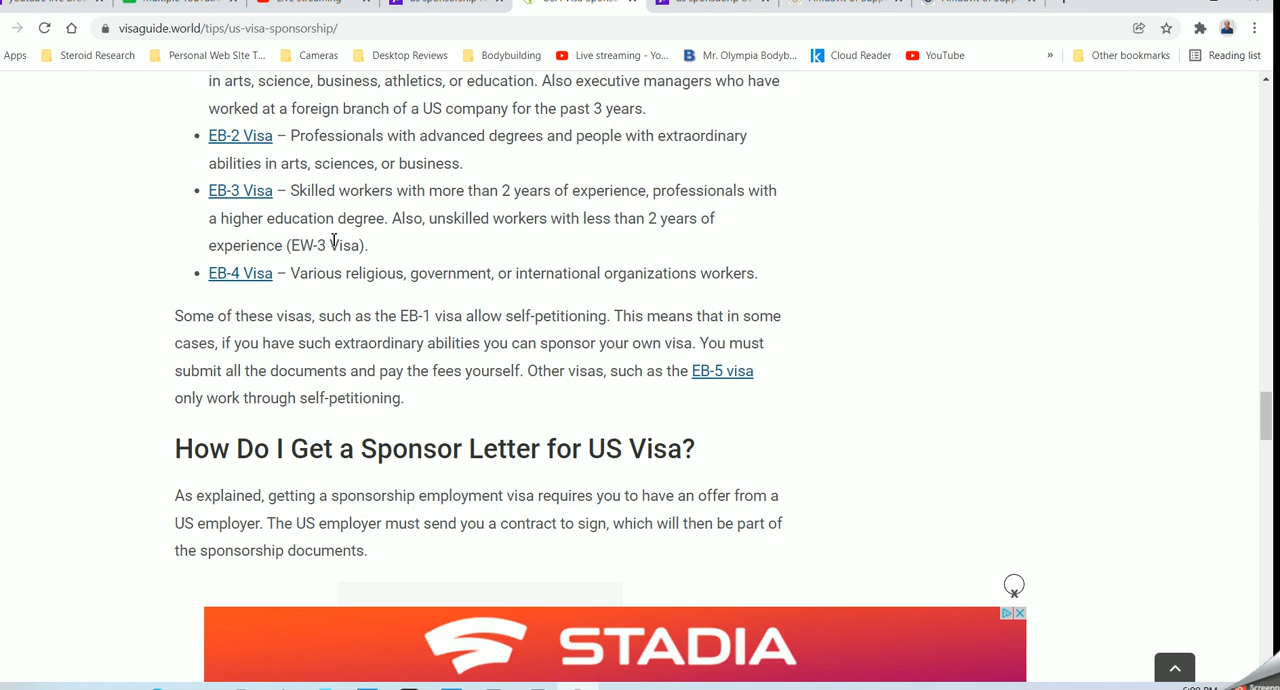 visaguide.world/tips/us-visa-sponsorship/
Apps Steroid Research Personal Web SIte T... Cameras Desktop Reviews Bodybuilding Live streaming - Yo... Mr. Olympia Bodyb... Cloud Reader YouTube » Other bookmarks Reading list
in arts, science, business, athletics, or education. Also executive managers who have
worked at a foreign branch of a US company for the past 3 years.
• EB-2 Visa – Professionals with advanced degrees and people with extraordinary
abilities in arts, sciences, or business.
• EB-3 Visa – Skilled workers with more than 2 years of experience, professionals with
a higher education degree. Also, unskilled workers with less than 2 years of
experience (EW-3 Visa).
• EB-4 Visa – Various religious, government, or international organizations workers.
Some of these visas, such as the EB-1 visa allow self-petitioning. This means that in some
cases, if you have such extraordinary abilities you can sponsor your own visa. You must
submit all the documents and pay the fees yourself. Other visas, such as the EB-5 visa
only work through self-petitioning.
How Do I Get a Sponsor Letter for US Visa?
As explained, getting a sponsorship employment visa requires you to have an offer from a
US employer. The US employer must send you a contract to sign, which will then be part of
the sponsorship documents.
x
STADIA